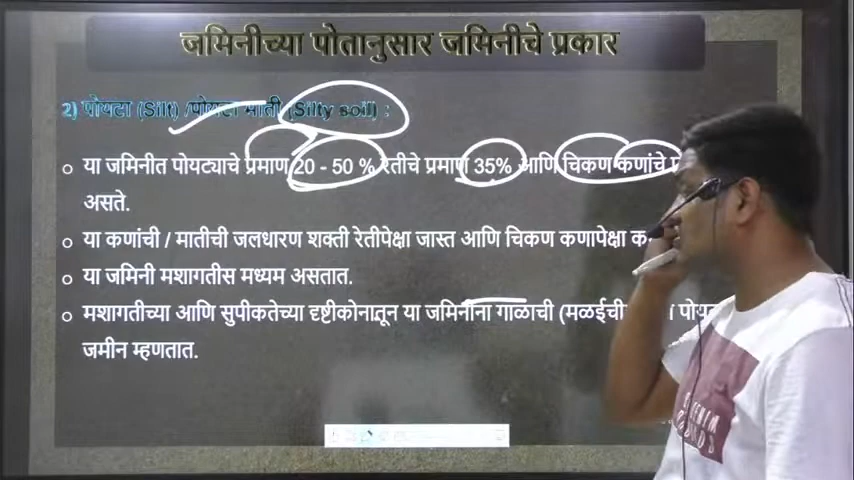 जमिनीच्या पोतानुसार जमिनीचे प्रकार
2) पोयटा (Silt) /पोयटा माती (Silty soil) :
○ या जमिनीत पोयट्याचे प्रमाण 20 - 50 % रेतीचे प्रमाण 35% आणि चिकण कणांचे
असते.
○ या कणांची / मातीची जलधारण शक्ती रेतीपेक्षा जास्त आणि चिकण कणापेक्षा
○ या जमिनी मशागतीस मध्यम असतात.
○ मशागतीच्या आणि सुपीकतेच्या दृष्टीकोनातून या जमिनींना गाळाची (मळईची
जमीन म्हणतात.